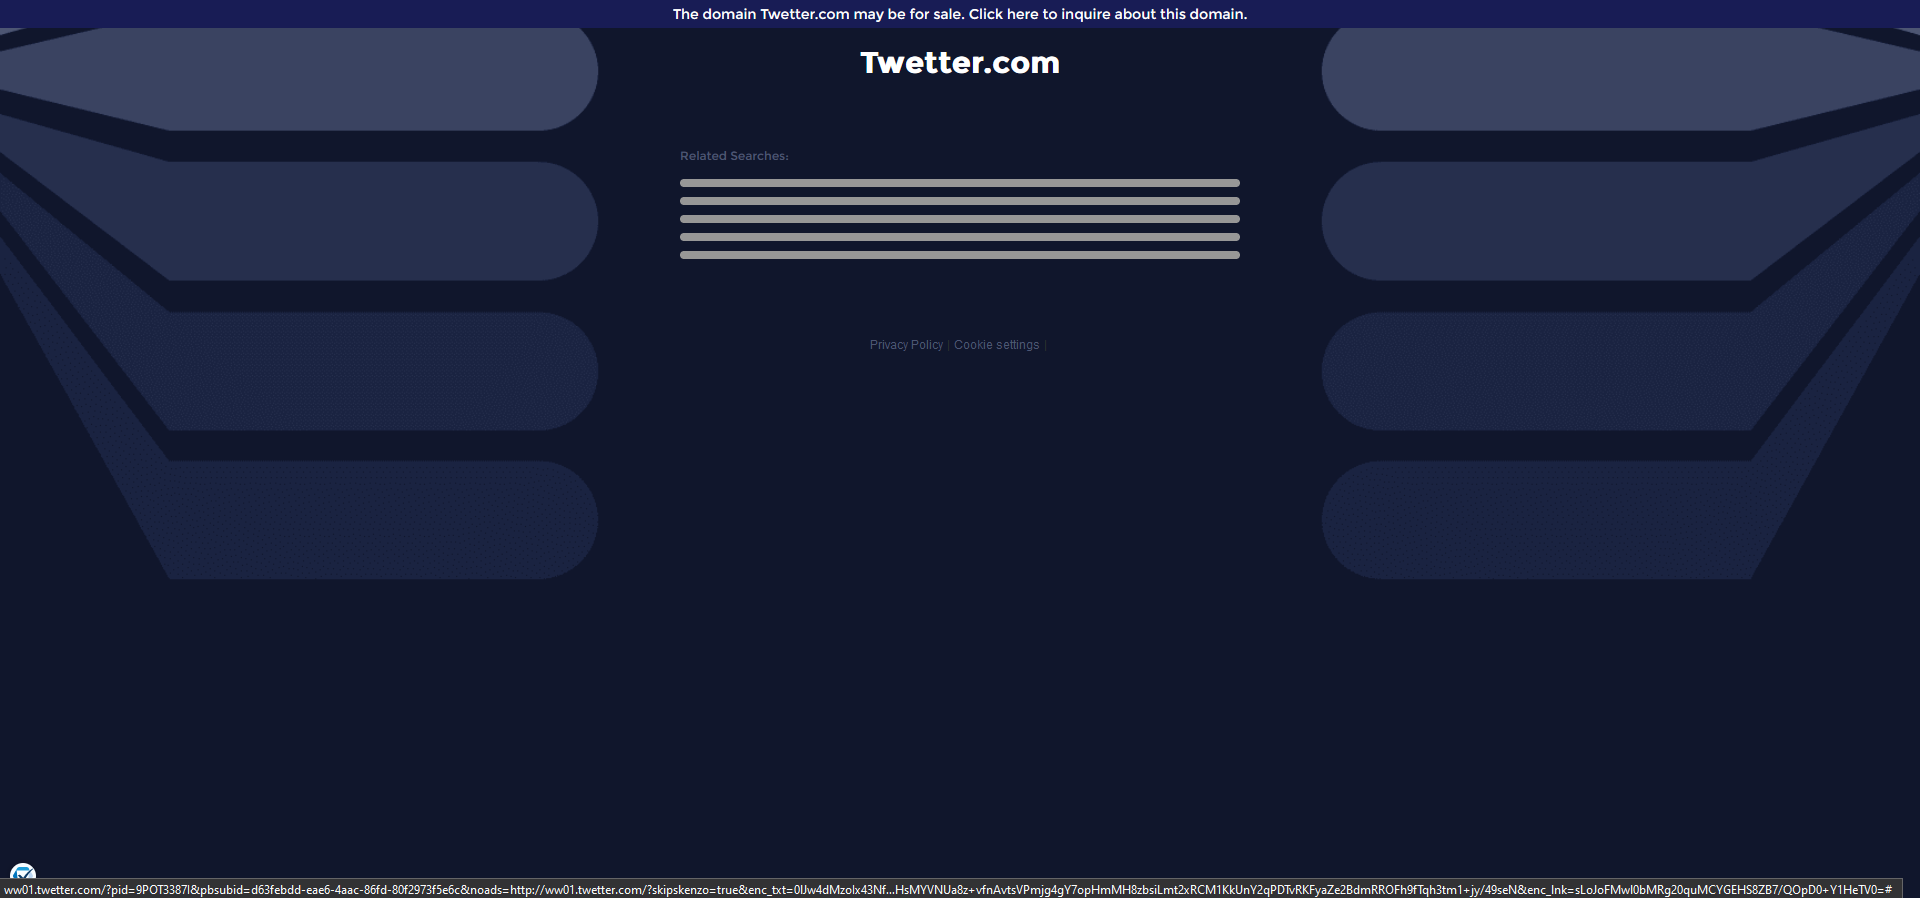 The domain Twetter.com may be for sale. Click here to inquire about this domain.
Twetter.com
Related Searches:
Privacy Policy | Cookie settings |
ww01.twetter.com/?pid=9POT3387I&pbsubid=d63febdd-eae6-4aac-86fd-80f2973f5e6c&noads=http://ww01.twetter.com/?skipskenzo=true&enc_txt=0lJw4dMzolx43Nf...HsMYVNUa8z+vfnAvtsVPmjg4gY7opHmMH8zbsiLmt2xRCM1KkUnY2qPDTvRKFyaZe2BdmRROFh9fTqh3tm1+jy/49seN&enc_lnk=sLoJoFMwI0bMRg20quMCYGEHS8ZB7/QOpD0+Y1HeTV0=#